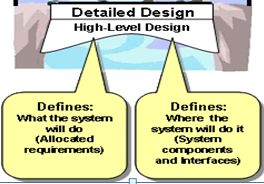 Detailed Design
High-Level Design
Defines:
What the system
will do
(Allocated
requirements)
Defines:
Where the
system will do it
(System
components
and Interfaces)